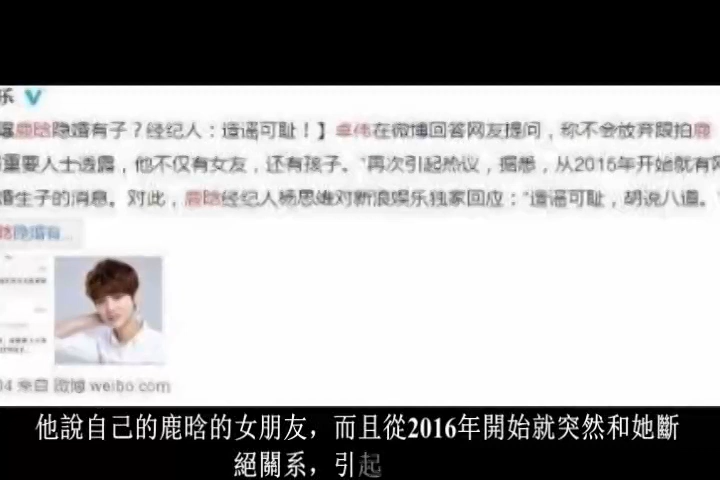 乐
鹿晗隐婚有子？经纪人：造谣可耻！】卓伟在微博回答网友提问，称不会放弃跟拍鹿
重要人士透露，他不仅有女友，还有孩子。"再次引起热议，据悉，从2015年开始就有网
婚生子的消息。对此，鹿晗经纪人杨思维对新浪娱乐独家回应："造谣可耻，胡说八道。
隐婚有...
4 来自 微博 weibo.com
他說自己的鹿晗的女朋友，而且從2016年開始就突然和她斷
絕關系，引起